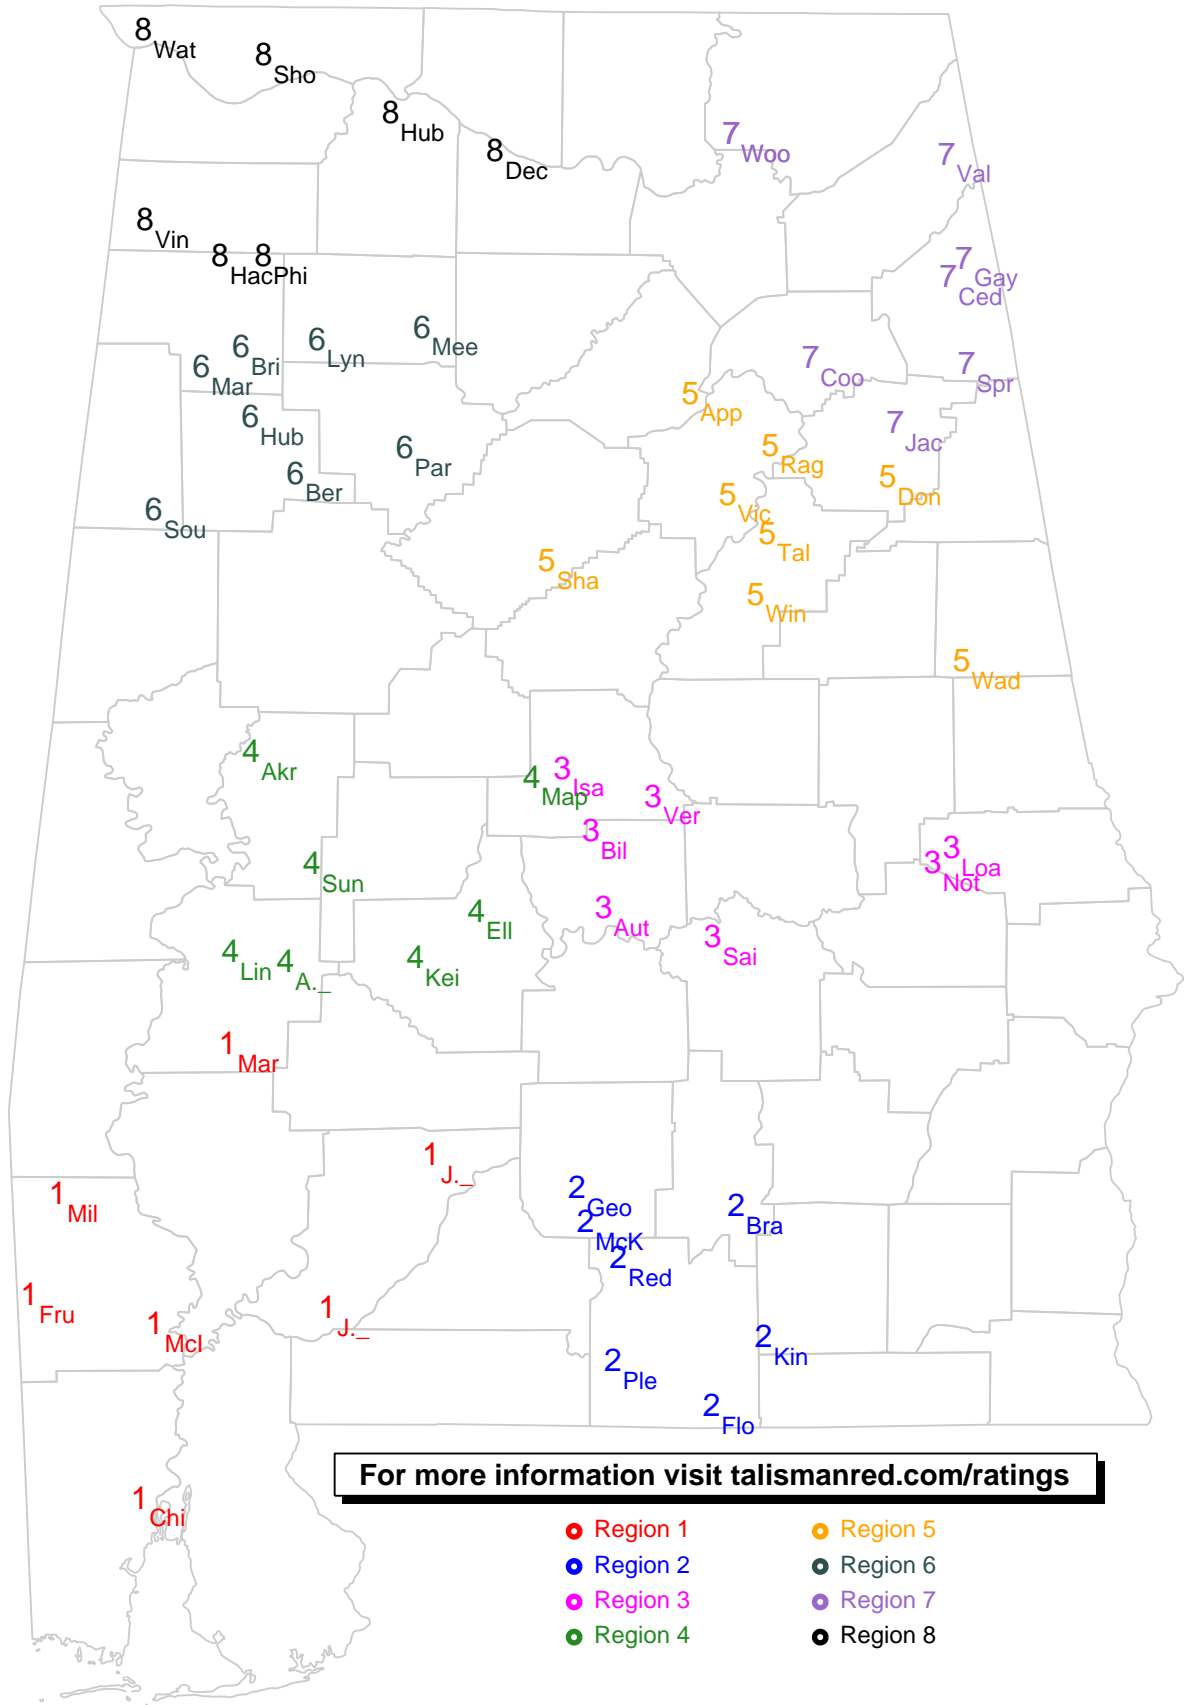 8 Wat
8 Sho
8 Hub
8 Dec
7 Woo
7 Val
8 Vin
8 Hac
8 Phi
7 Gay
7 Ced
6 Mee
6 Lyn
6 Bri
6 Mar
7 Coo
7 Spr
5 App
6 Hub
7 Jac
5 Rag
6 Par
6 Ber
5 Don
5 Vic
6 Sou
5 Tal
5 Sha
5 Win
5 Wad
4 Akr
3 Isa
4 Map
3 Ver
3 Bil
3 Loa
3 Not
4 Sun
4 Ell
3 Aut
3 Sai
4 Lin
4 A._
4 Kei
1 Mar
1 J._
1 Mil
2 Geo
2 McK
2 Bra
2 Red
1 Fru
1 McI
1 J._
2 Kin
2 Ple
2 Flo
For more information visit talismanred.com/ratings
1 Chi
Region 1
Region 2
Region 3
Region 4
Region 5
Region 6
Region 7
Region 8